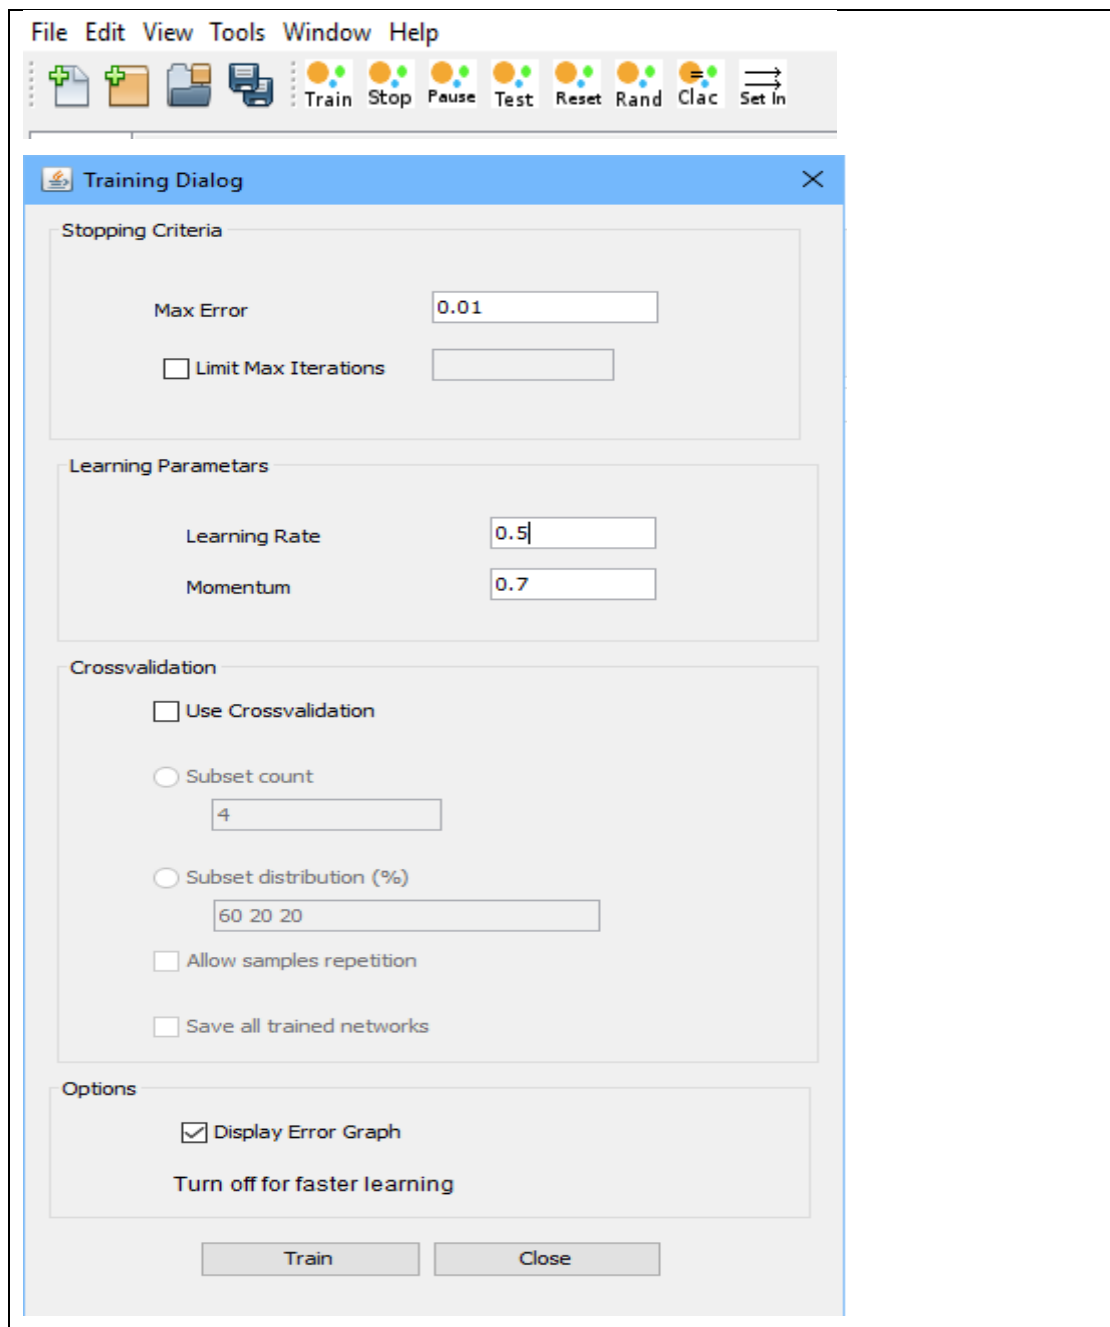 File Edit View Tools Window Help
Train Stop Pause Test Reset Rand Clac Set In
Training Dialog
Stopping Criteria
Max Error 0.01
Limit Max Iterations
Learning Parametars
Learning Rate 0.5
Momentum 0.7
Crossvalidation
Use Crossvalidation
Subset count
4
Subset distribution (%)
60 20 20
Allow samples repetition
Save all trained networks
Options
Display Error Graph
Turn off for faster learning
Train Close